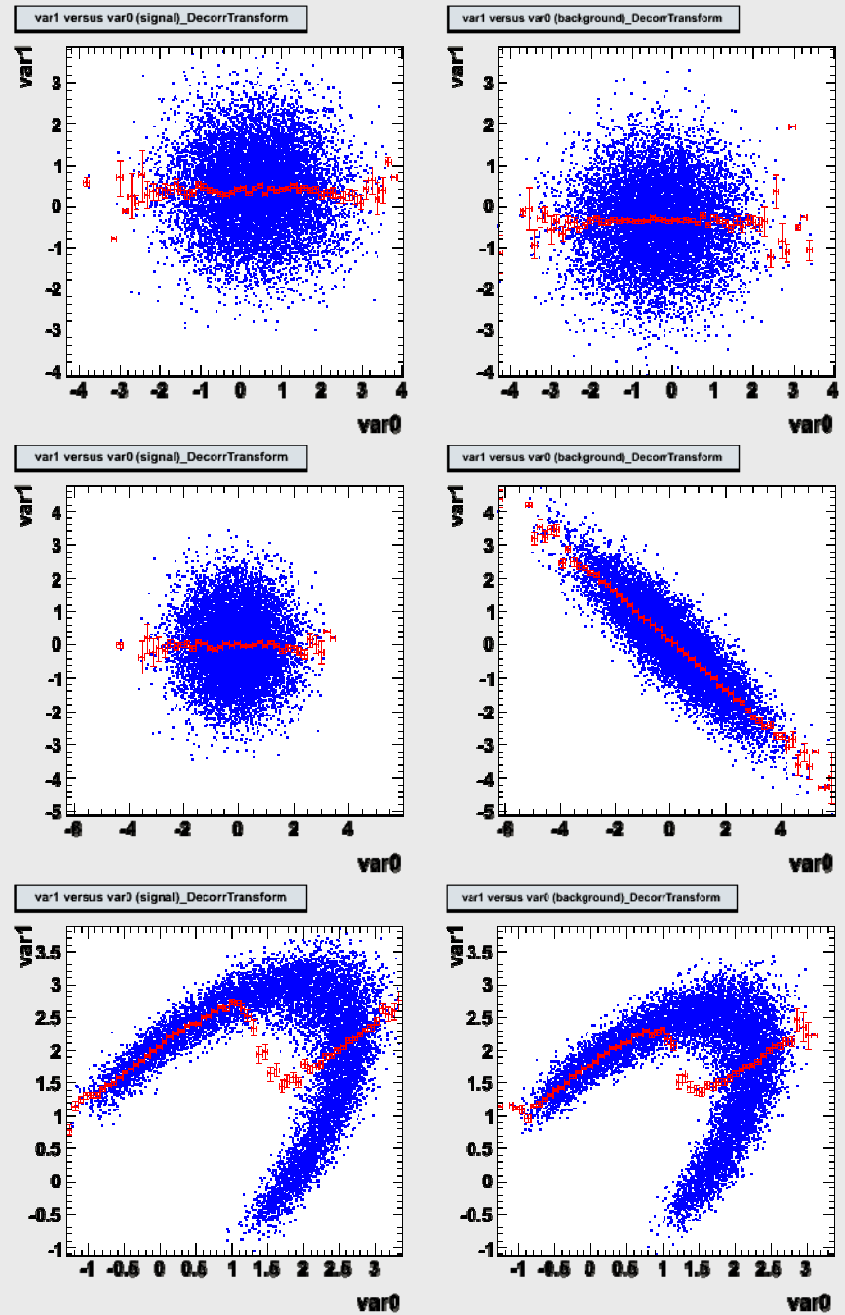 var1 versus var0 (signal)_DecorrTransform
var1 versus var0 (background)_DecorrTransform
var1
3
2
1
0
-1
-2
-3
-4
-4 -3 -2 -1 0 1 2 3 4
var0
var1
3
2
1
0
-1
-2
-3
-4
-4 -3 -2 -1 0 1 2 3 4
var0
var1 versus var0 (signal)_DecorrTransform
var1 versus var0 (background)_DecorrTransform
var1
4
3
2
1
0
-1
-2
-3
-4
-5
-6 -4 -2 0 2 4
var0
var1
4
3
2
1
0
-1
-2
-3
-4
-5
-6 -4 -2 0 2 4
var0
var1 versus var0 (signal)_DecorrTransform
var1 versus var0 (background)_DecorrTransform
var1
3.5
3
2.5
2
1.5
1
0.5
0
-0.5
-1
-1 -0.5 0 0.5 1 1.5 2 2.5 3
var0
var1
3.5
3
2.5
2
1.5
1
0.5
0
-0.5
-1
-1 -0.5 0 0.5 1 1.5 2 2.5 3
var0